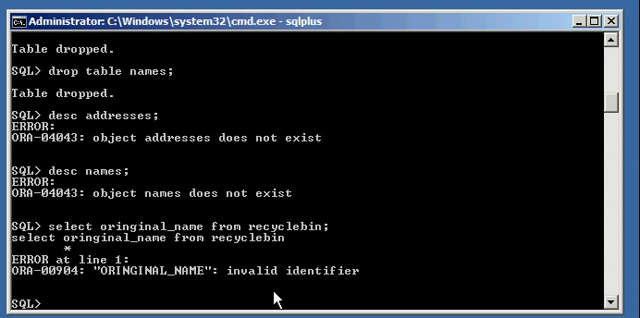 Administrator: C:\Windows\system32\cmd.exe - sqlplus
Table dropped.
SQL> drop table names;
Table dropped.
SQL> desc addresses;
ERROR:
ORA-04043: object addresses does not exist
SQL> desc names;
ERROR:
ORA-04043: object names does not exist
SQL> select oringinal_name from recyclebin;
select oringinal_name from recyclebin
*
ERROR at line 1:
ORA-00904: "ORINGINAL_NAME": invalid identifier
SQL>